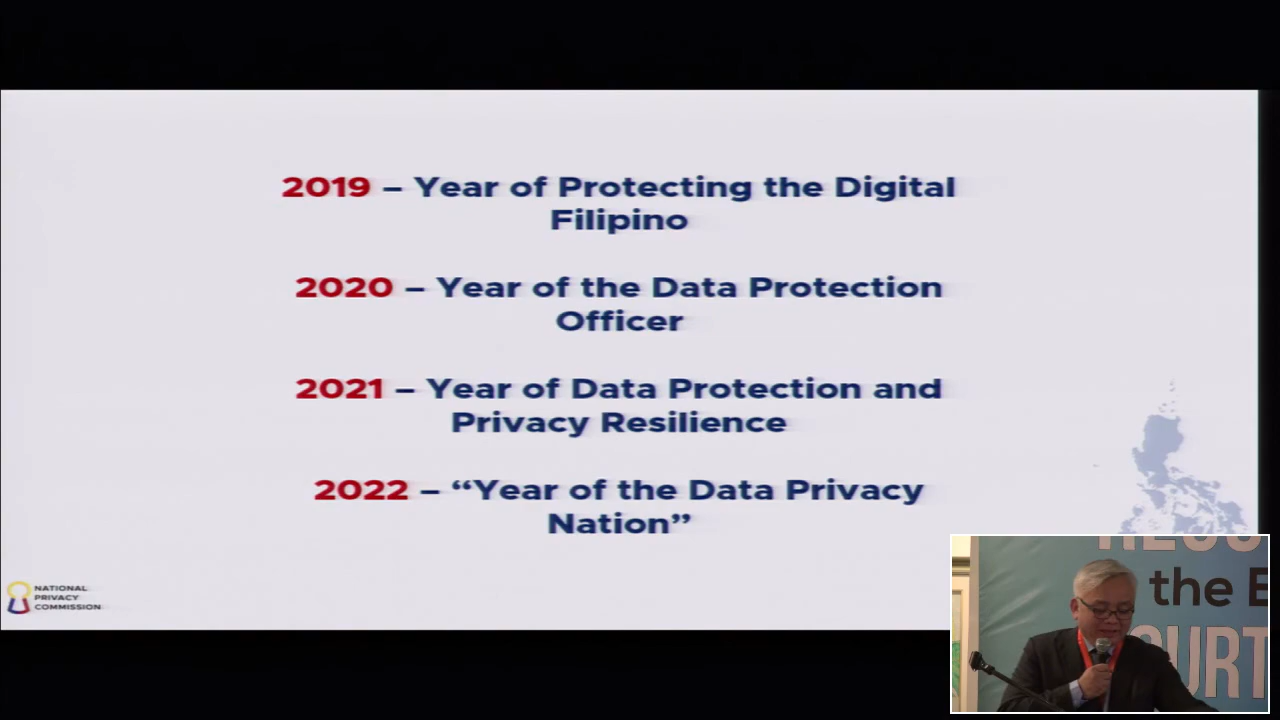 2019 – Year of Protecting the Digital
Filipino
2020 – Year of the Data Protection
Officer
2021 – Year of Data Protection and
Privacy Resilience
2022 – “Year of the Data Privacy
Nation”
NATIONAL
PRIVACY
COMMISSION
the